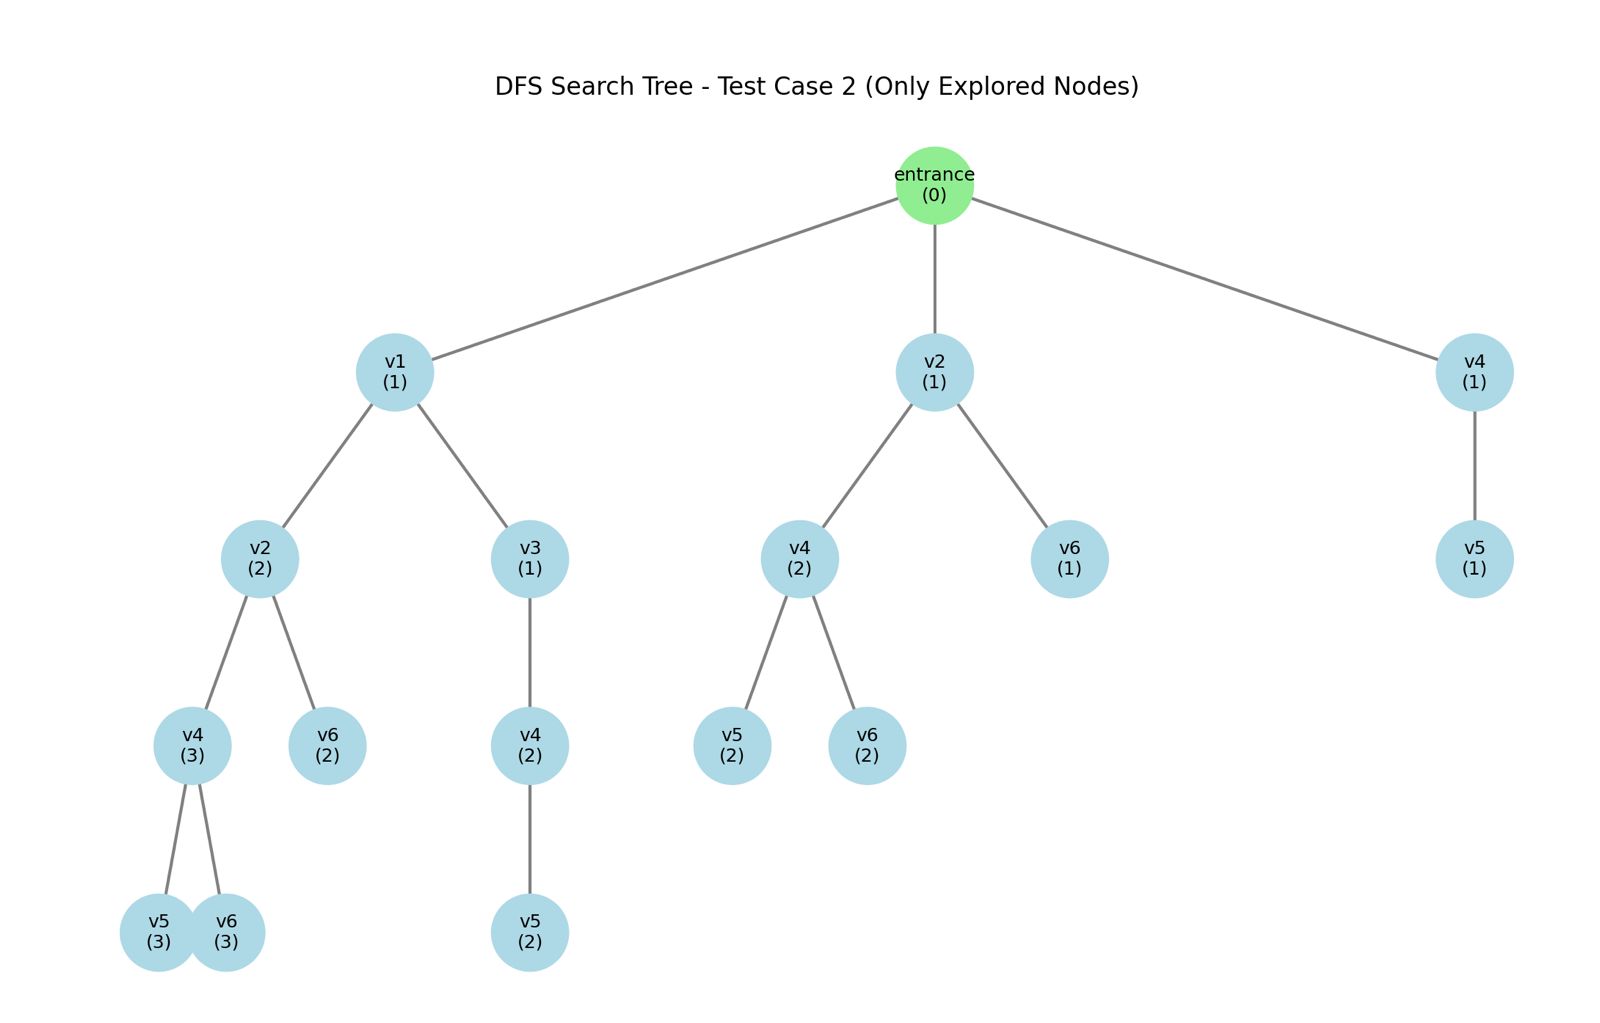 DFS Search Tree - Test Case 2 (Only Explored Nodes)
entrance
(0)
v1
(1)
v2
(1)
v4
(1)
v2
(2)
v3
(1)
v4
(2)
v6
(1)
v5
(1)
v4
(3)
v6
(2)
v4
(2)
v5
(2)
v6
(2)
v5
(3)
v6
(3)
v5
(2)